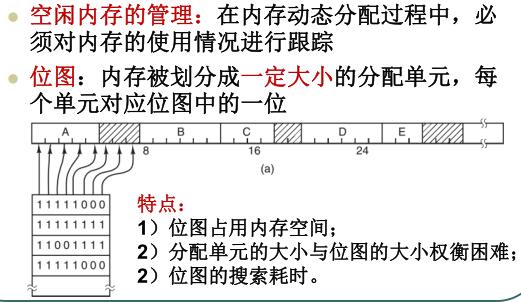 空闲内存的管理：在内存动态分配过程中，必
须对内存的使用情况进行跟踪
位图：内存被划分成一定大小的分配单元，每
个单元对应位图中的一位
A B C D E
8 16 24
(a)
11111000
11111111
11001111
11111000
特点：
1）位图占用内存空间；
2）分配单元的大小与位图的大小权衡困难；
2）位图的搜索耗时。